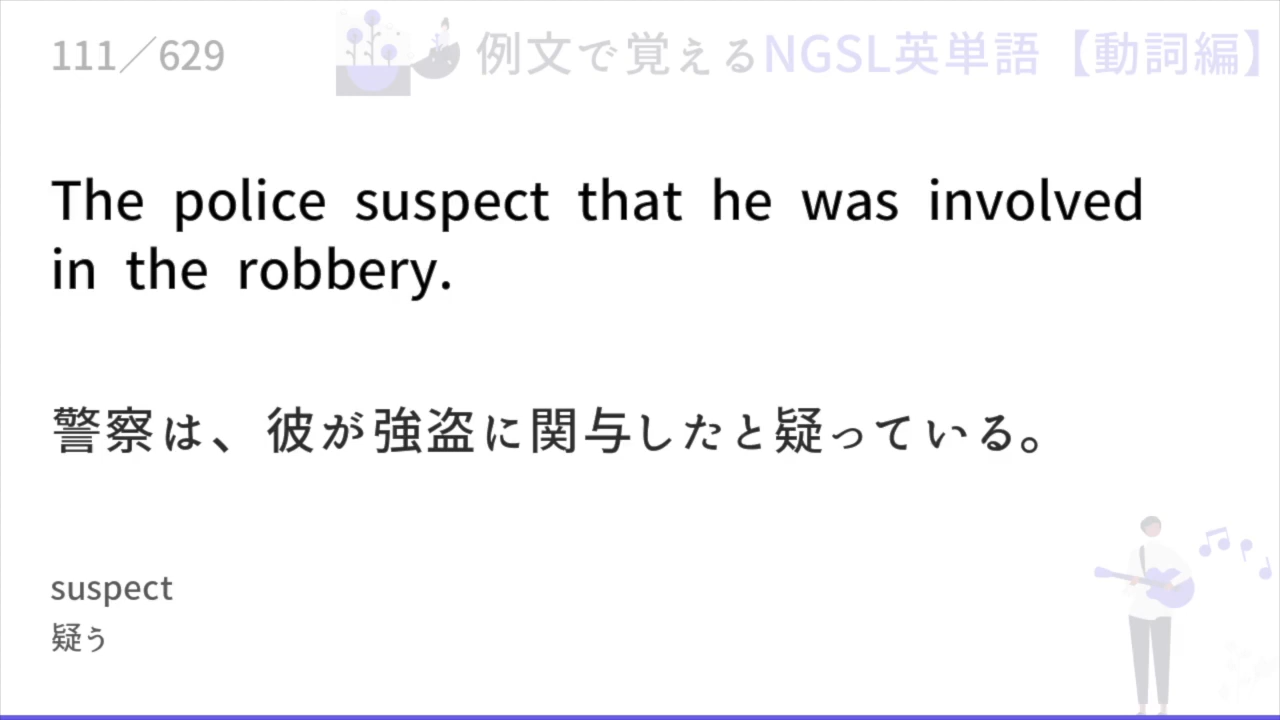 111／629
例文で覚えるNGSL英単語【動詞編】
The police suspect that he was involved
in the robbery.
警察は、彼が強盗に関与したと疑っている。
suspect
疑う